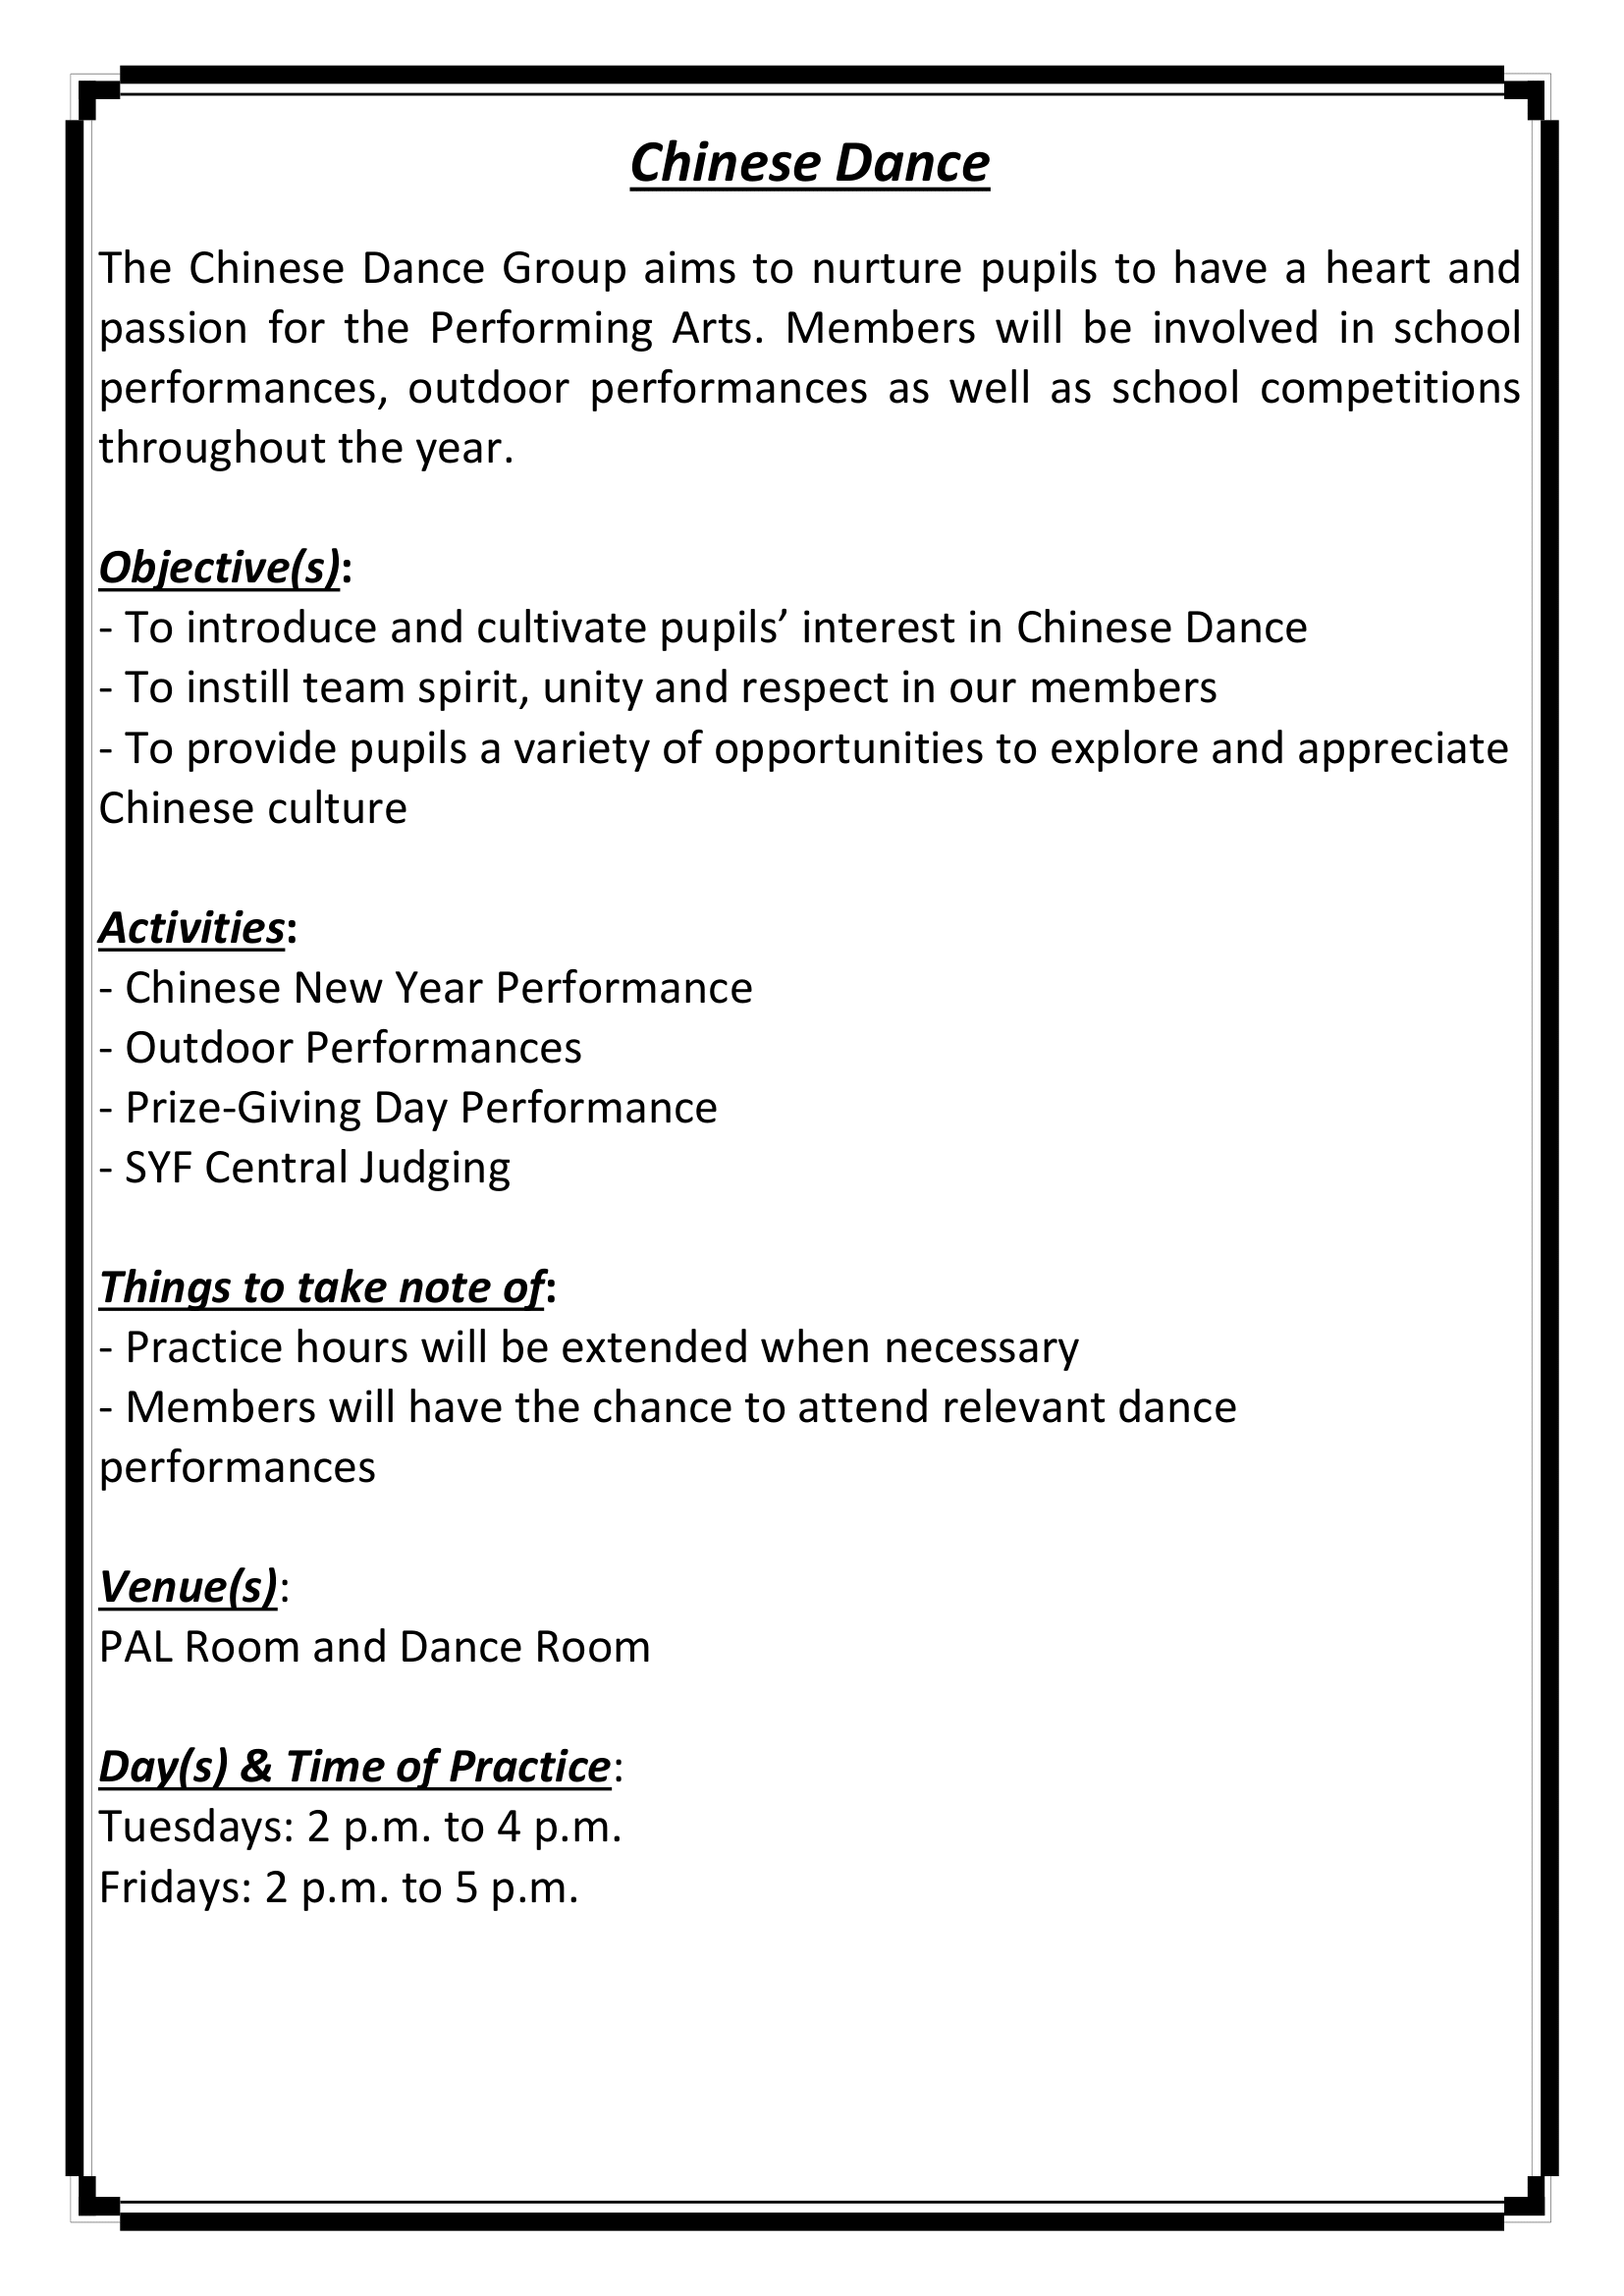 Chinese Dance
The Chinese Dance Group aims to nurture pupils to have a heart and
passion for the Performing Arts. Members will be involved in school
performances, outdoor performances as well as school competitions
throughout the year.
Objective(s):
- To introduce and cultivate pupils’ interest in Chinese Dance
- To instill team spirit, unity and respect in our members
- To provide pupils a variety of opportunities to explore and appreciate
Chinese culture
Activities:
- Chinese New Year Performance
- Outdoor Performances
- Prize-Giving Day Performance
- SYF Central Judging
Things to take note of:
- Practice hours will be extended when necessary
- Members will have the chance to attend relevant dance
performances
Venue(s):
PAL Room and Dance Room
Day(s) & Time of Practice:
Tuesdays: 2 p.m. to 4 p.m.
Fridays: 2 p.m. to 5 p.m.